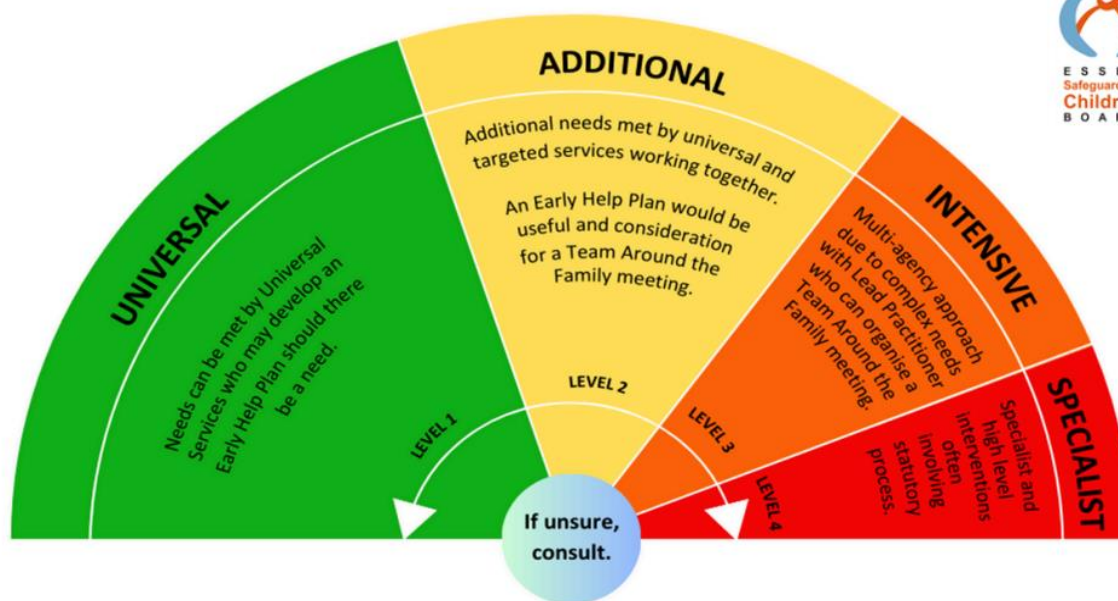 UNIVERSAL
Needs can be met by Universal
Services who may develop an
Early Help Plan should there
be a need.
LEVEL 1
ADDITIONAL
Additional needs met by universal and
targeted services working together.
An Early Help Plan would be
useful and consideration
for a Team Around the
Family meeting.
LEVEL 2
INTENSIVE
Multi-agency approach
due to complex needs
with Lead Practitioner
who can organise a
Team Around the
Family meeting.
LEVEL 3
SPECIALIST
Specialist and
high level
interventions
often
involving
statutory
process.
LEVEL 4
If unsure,
consult.